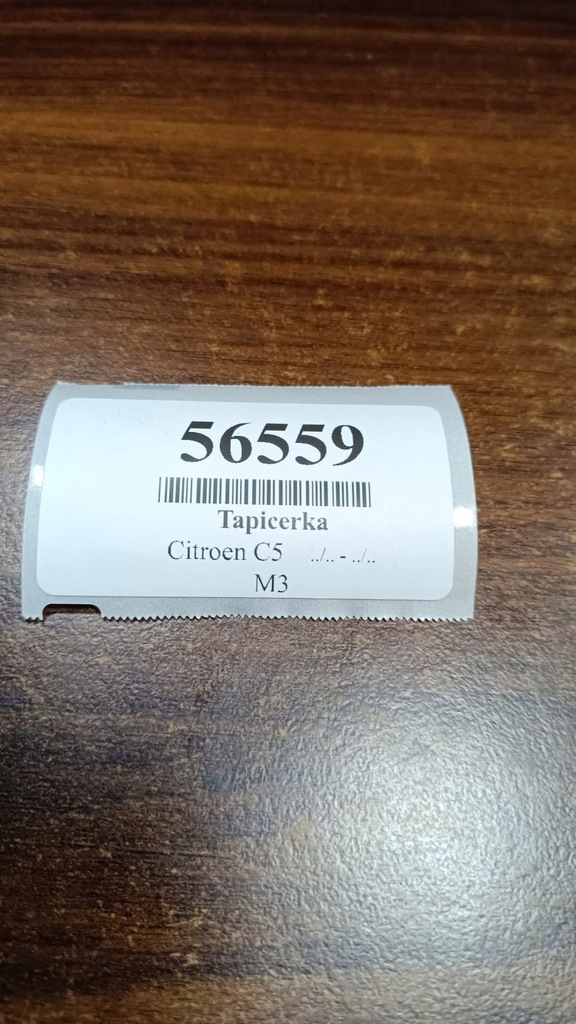 56559
Tapicerka
Citroen C5 ../.. - ../..
M3